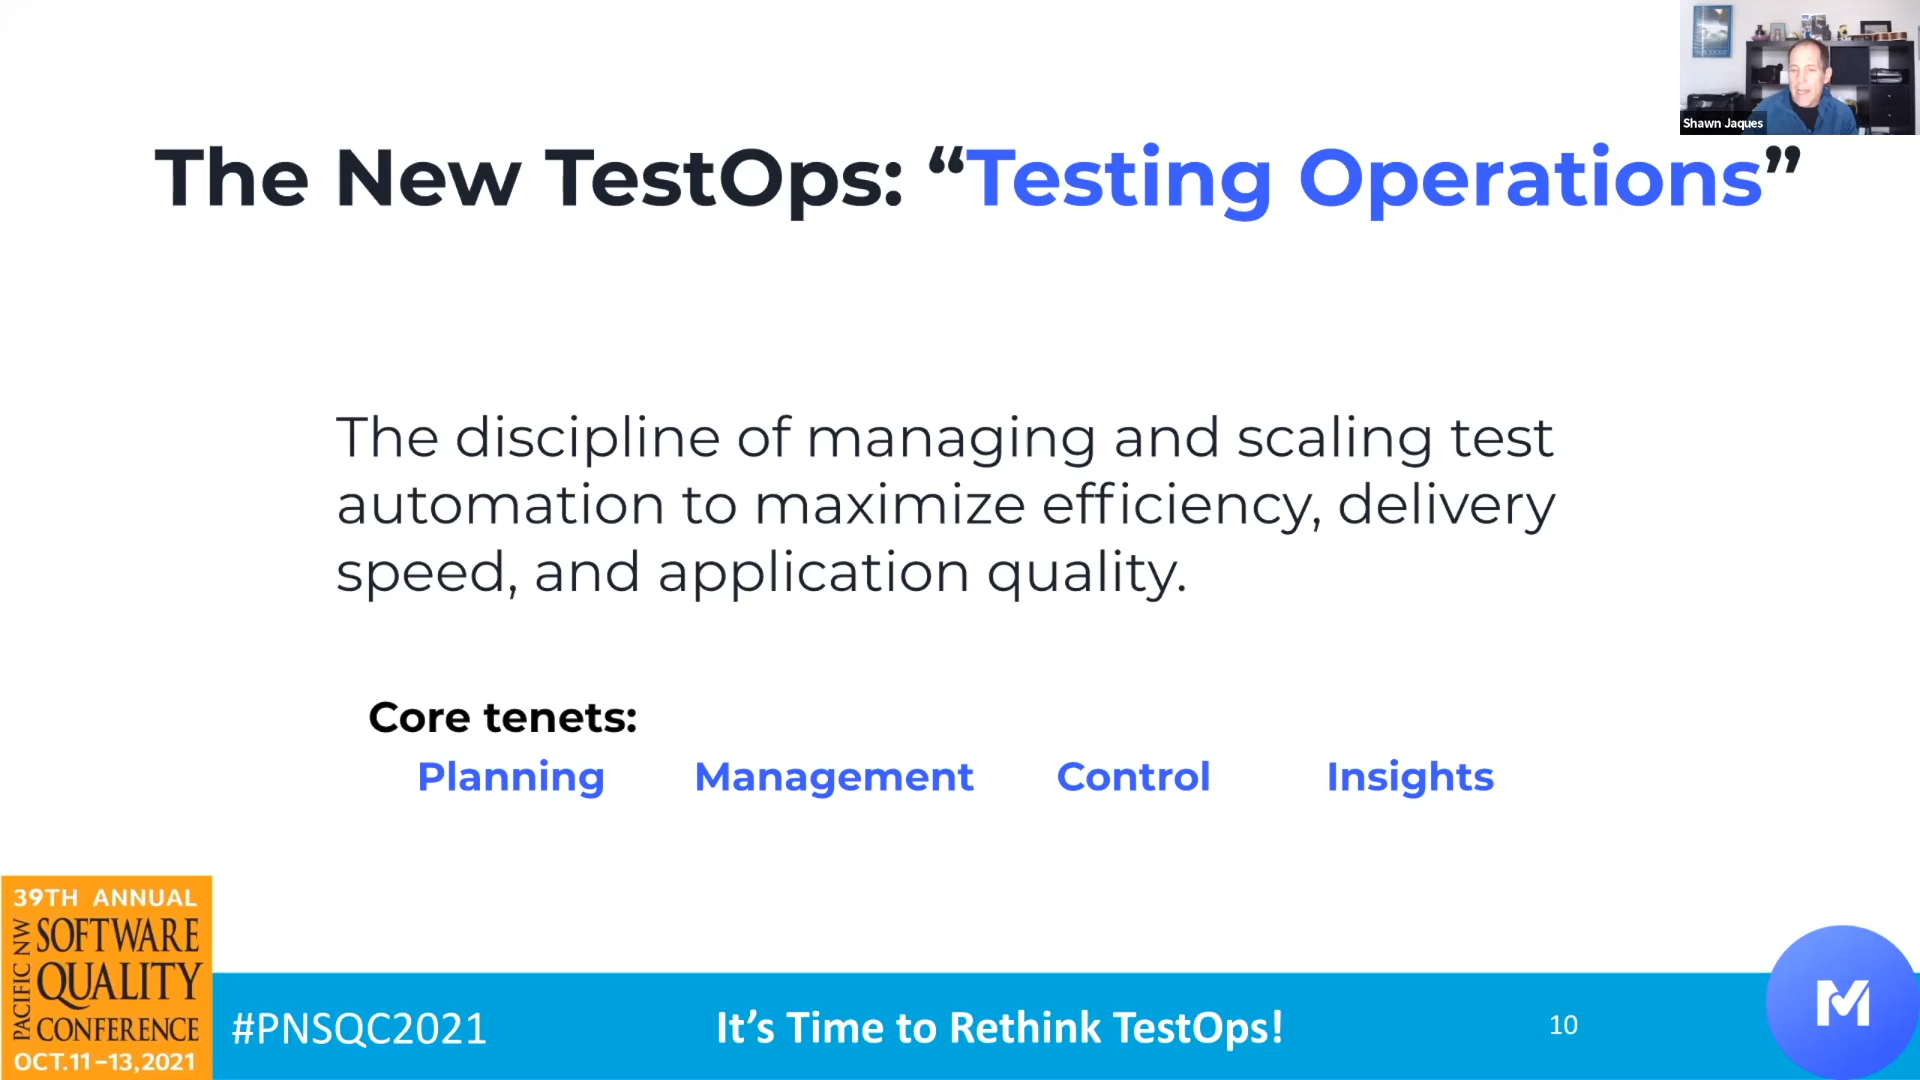 Shawn Jaques
The New TestOps: “Testing Operations”
The discipline of managing and scaling test
automation to maximize efficiency, delivery
speed, and application quality.
Core tenets:
Planning Management Control Insights
39TH ANNUAL
PACIFIC NW
SOFTWARE
QUALITY
CONFERENCE
OCT.11–13,2021
#PNSQC2021
It’s Time to Rethink TestOps!
10
M